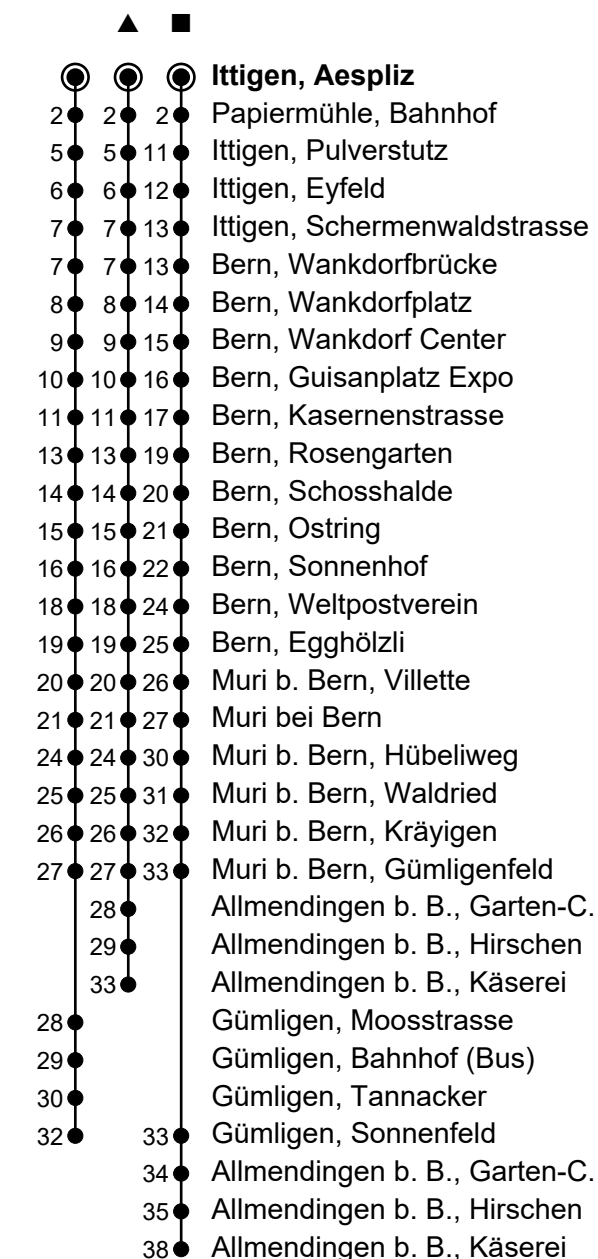 ▲ ■
Ittigen, Aespliz
2 2 2 Papiermühle, Bahnhof
5 5 11 Ittigen, Pulverstutz
6 6 12 Ittigen, Eyfeld
7 7 13 Ittigen, Schermenwaldstrasse
7 7 13 Bern, Wankdorfbrücke
8 8 14 Bern, Wankdorfplatz
9 9 15 Bern, Wankdorf Center
10 10 16 Bern, Guisanplatz Expo
11 11 17 Bern, Kasernenstrasse
13 13 19 Bern, Rosengarten
14 14 20 Bern, Schosshalde
15 15 21 Bern, Ostring
16 16 22 Bern, Sonnenhof
18 18 24 Bern, Weltpostverein
19 19 25 Bern, Egghölzli
20 20 26 Muri b. Bern, Villette
21 21 27 Muri bei Bern
24 24 30 Muri b. Bern, Hübeliweg
25 25 31 Muri b. Bern, Waldried
26 26 32 Muri b. Bern, Kräyigen
27 27 33 Muri b. Bern, Gümligenfeld
28 Allmendingen b. B., Garten-C.
29 Allmendingen b. B., Hirschen
33 Allmendingen b. B., Käserei
28 Gümligen, Moosstrasse
29 Gümligen, Bahnhof (Bus)
30 Gümligen, Tannacker
32 33 Gümligen, Sonnenfeld
34 Allmendingen b. B., Garten-C.
35 Allmendingen b. B., Hirschen
38 Allmendingen b. B., Käserei